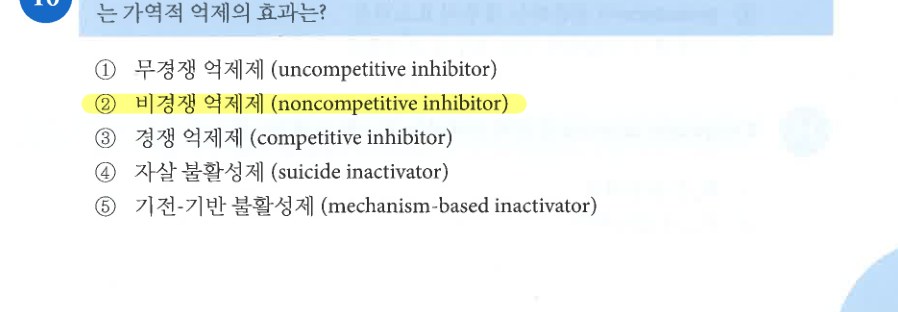 10
는 가역적 억제의 효과는?
① 무경쟁 억제제 (uncompetitive inhibitor)
② 비경쟁 억제제 (noncompetitive inhibitor)
③ 경쟁 억제제 (competitive inhibitor)
④ 자살 불활성제 (suicide inactivator)
⑤ 기전-기반 불활성제 (mechanism-based inactivator)